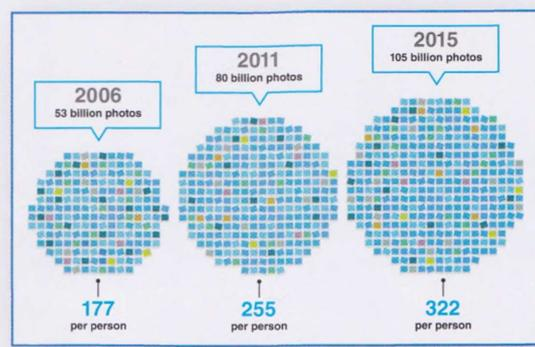 2006
53 billion photos
2011
80 billion photos
2015
105 billion photos
177
per person
255
per person
322
per person